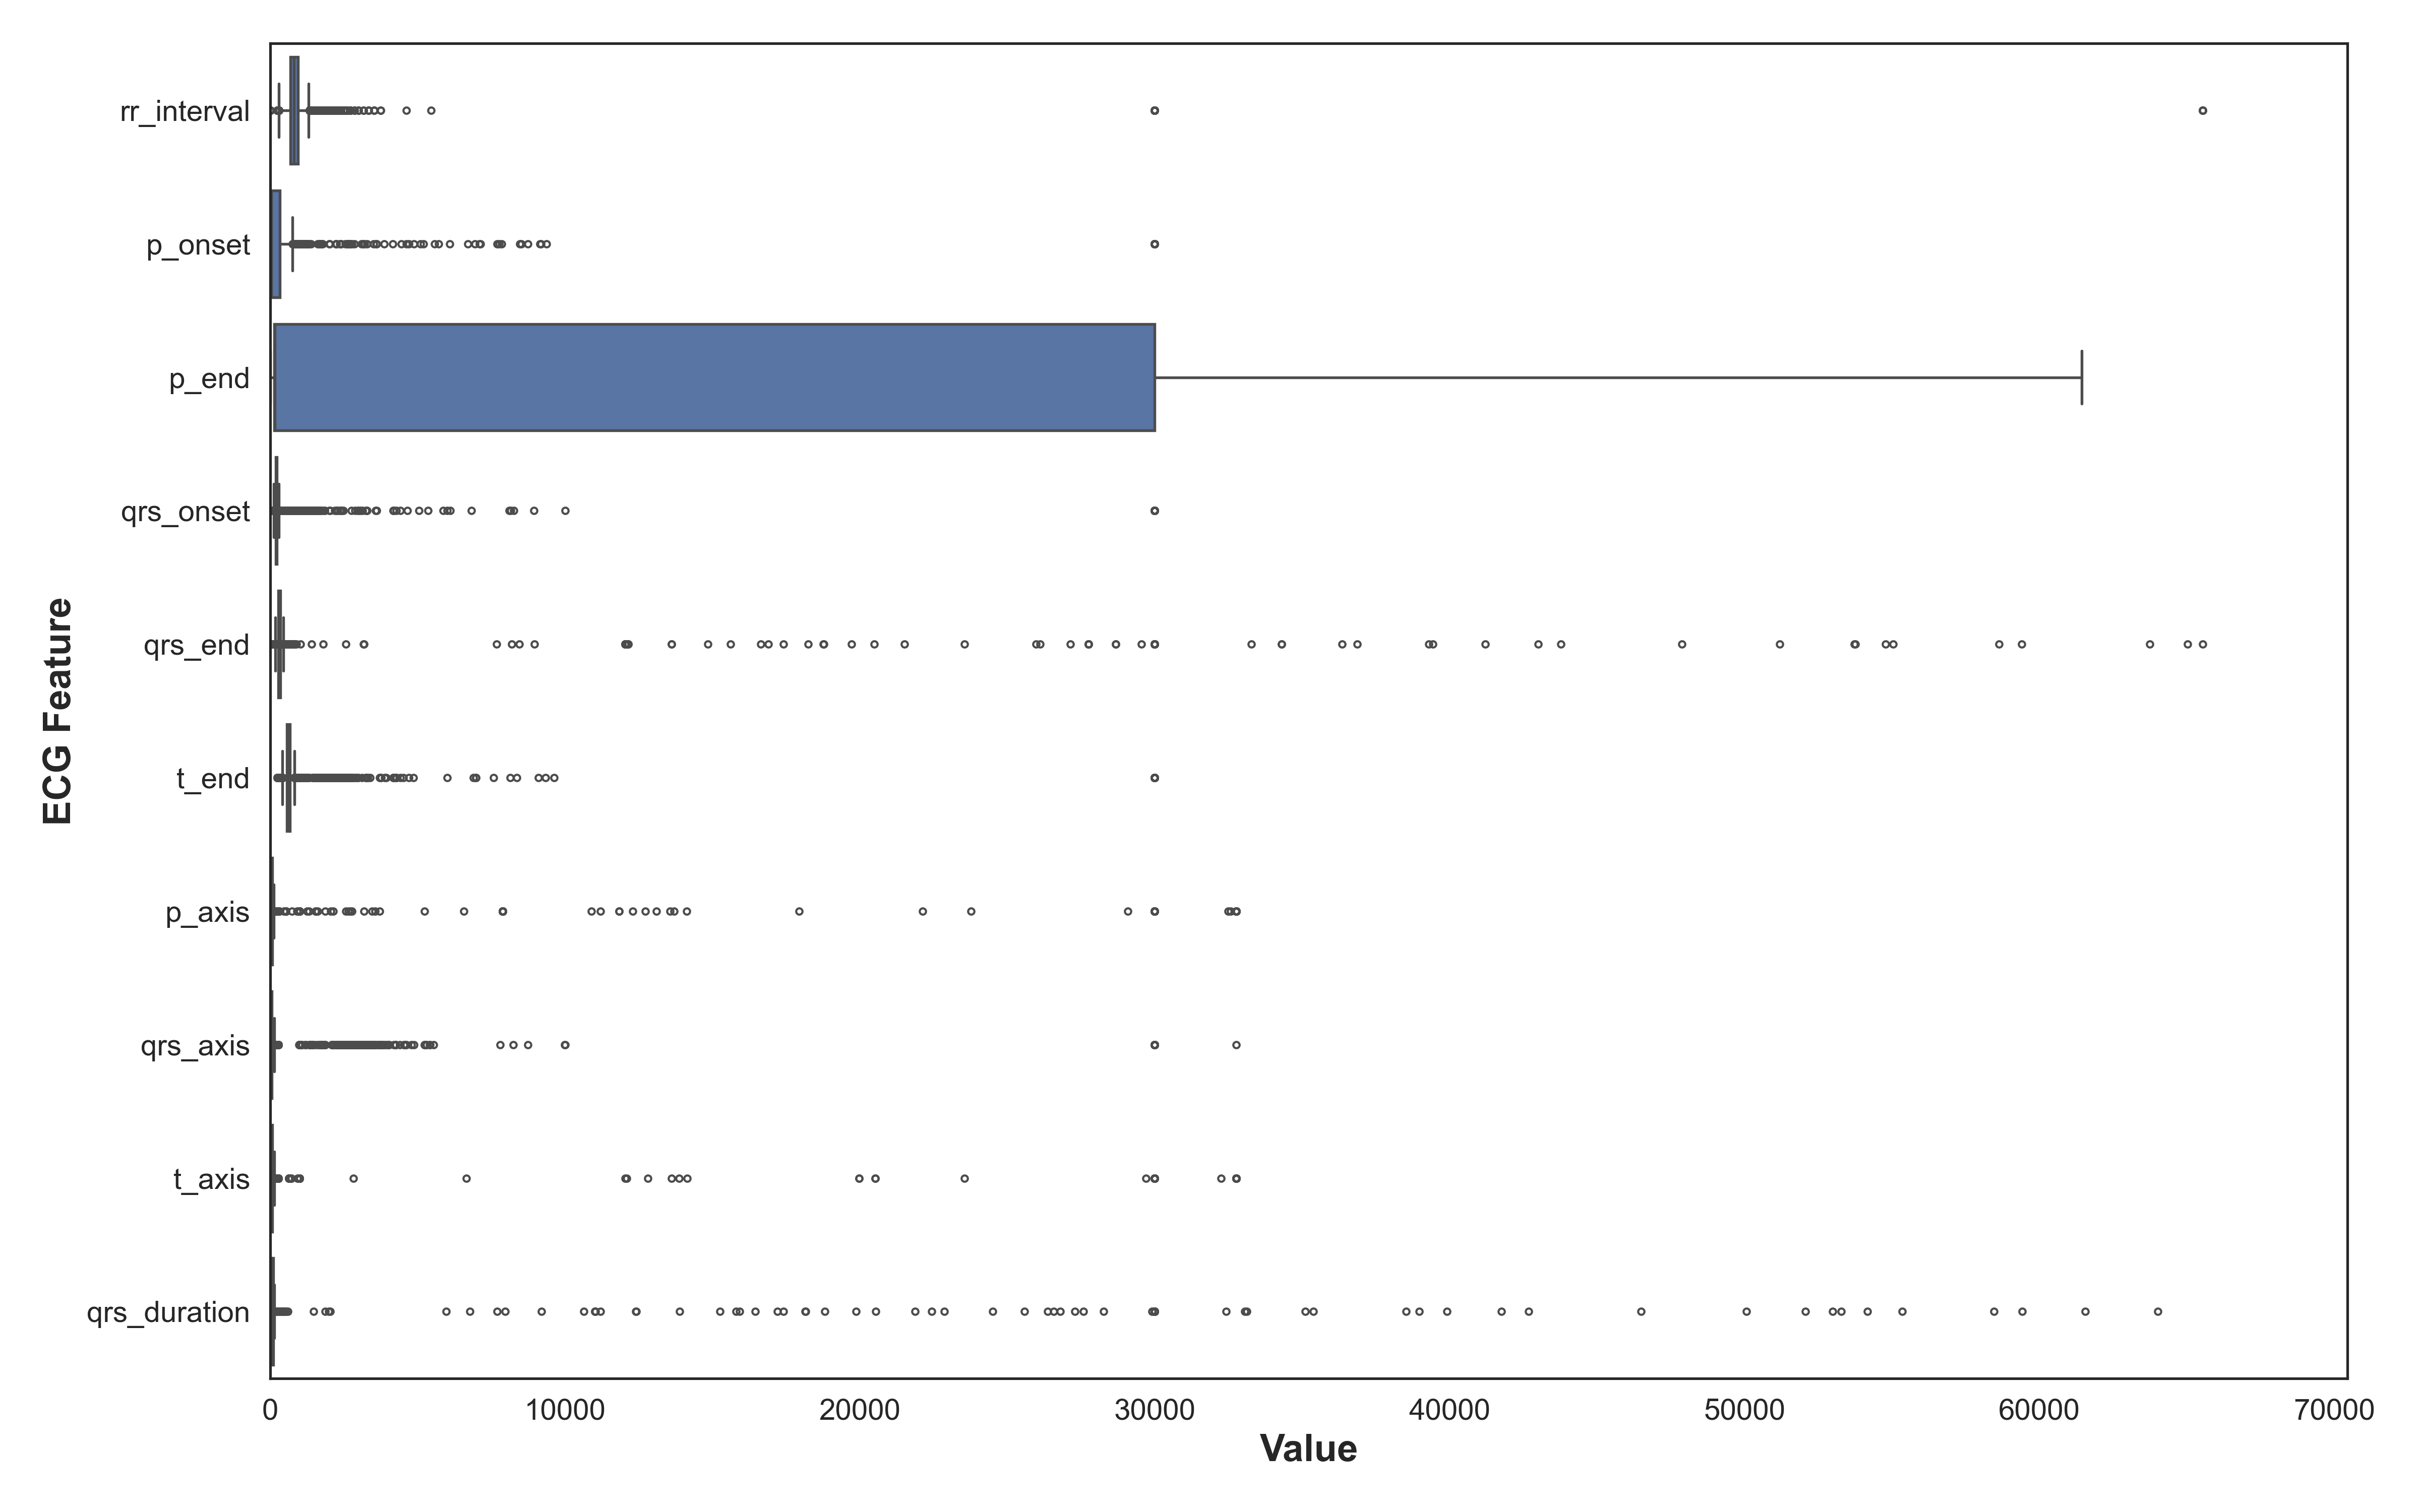 rr_interval
p_onset
p_end
qrs_onset
qrs_end
t_end
p_axis
qrs_axis
t_axis
qrs_duration
ECG Feature
0 10000 20000 30000 40000 50000 60000 70000
Value